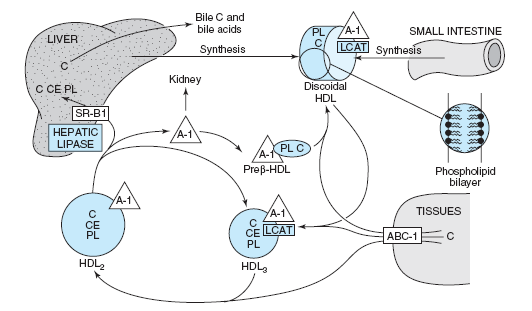 Bile C and
bile acids
LIVER
C
C CE PL
SR-B1
HEPATIC
LIPASE
Synthesis
Kidney
A-1
A-1
PL C
Preβ-HDL
PL
C
A-1
LCAT
Discoidal
HDL
Synthesis
SMALL INTESTINE
Phospholipid
bilayer
TISSUES
ABC-1
C
A-1
C
CE
PL
HDL2
A-1
LCAT
C
CE
PL
HDL3